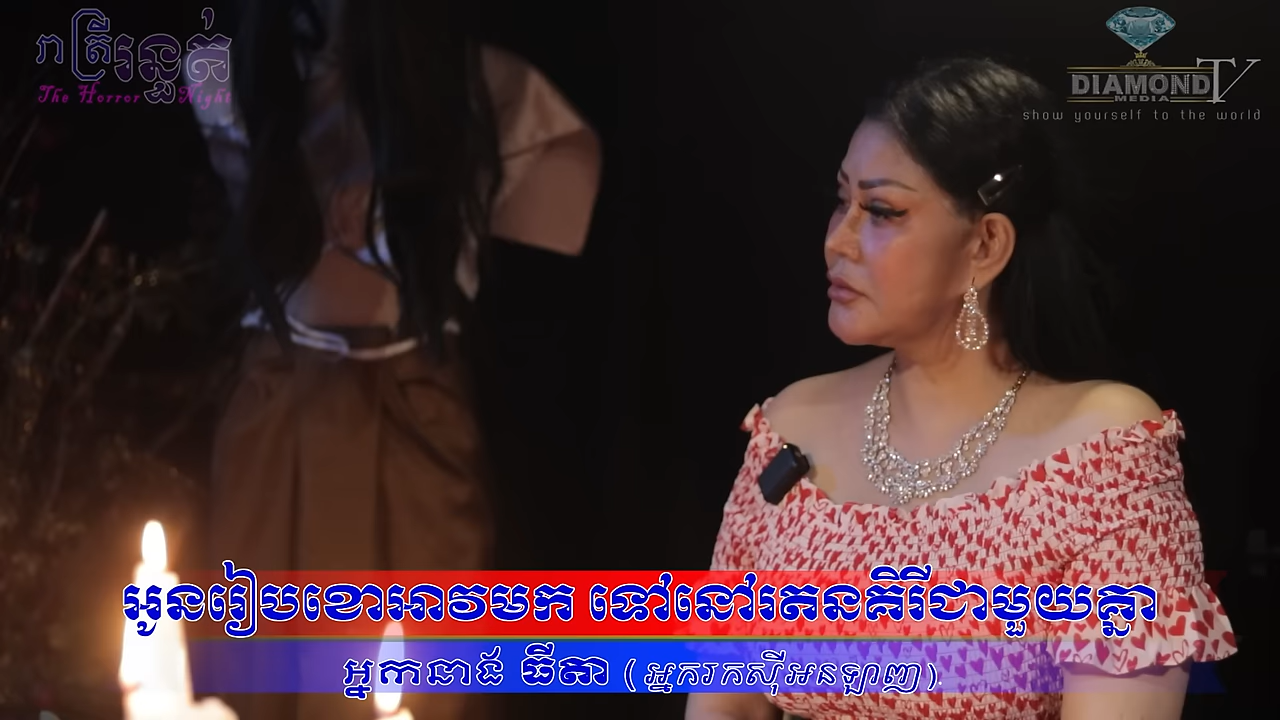 រាត្រីរន្ធត់
The Horror Night
DIAMOND TV
MEDIA
show yourself to the world
អូនរៀបខោអាវមក ទៅនៅរតនគិរីជាមួយគ្នា
អ្នកនាង ធីតា (អ្នករកស៊ីអនឡាញ).